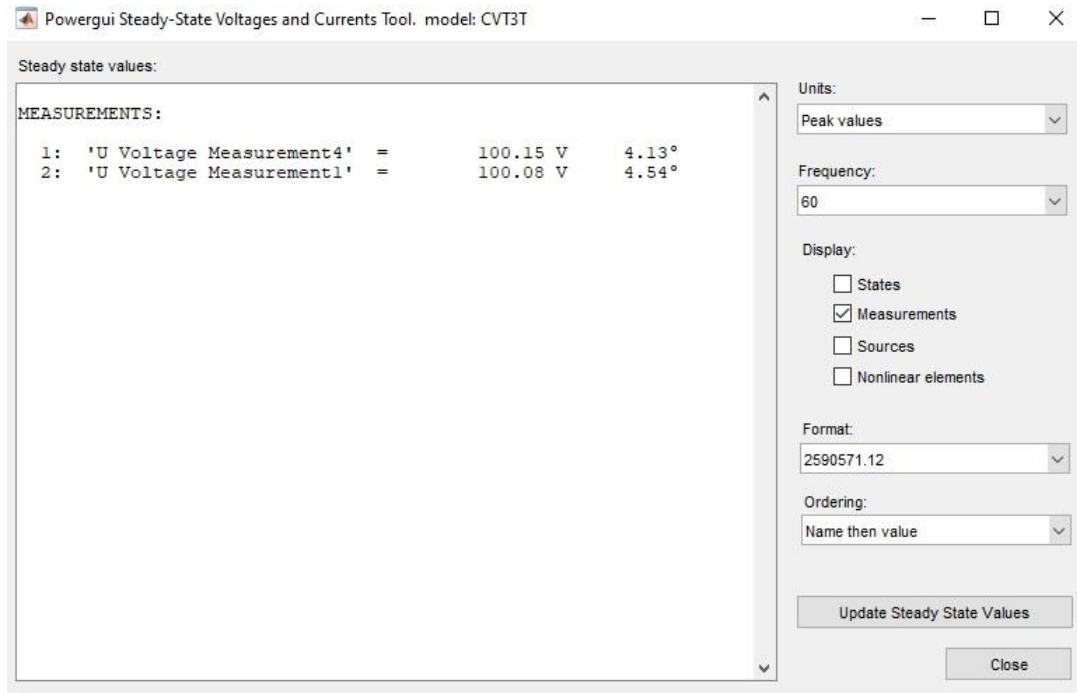 Powergui Steady-State Voltages and Currents Tool. model: CVT3T
Steady state values:
MEASUREMENTS:
1: 'U Voltage Measurement4' = 100.15 V 4.13°
2: 'U Voltage Measurement1' = 100.08 V 4.54°
Units:
Peak values
Frequency:
60
Display:
States
Measurements
Sources
Nonlinear elements
Format:
2590571.12
Ordering:
Name then value
Update Steady State Values
Close